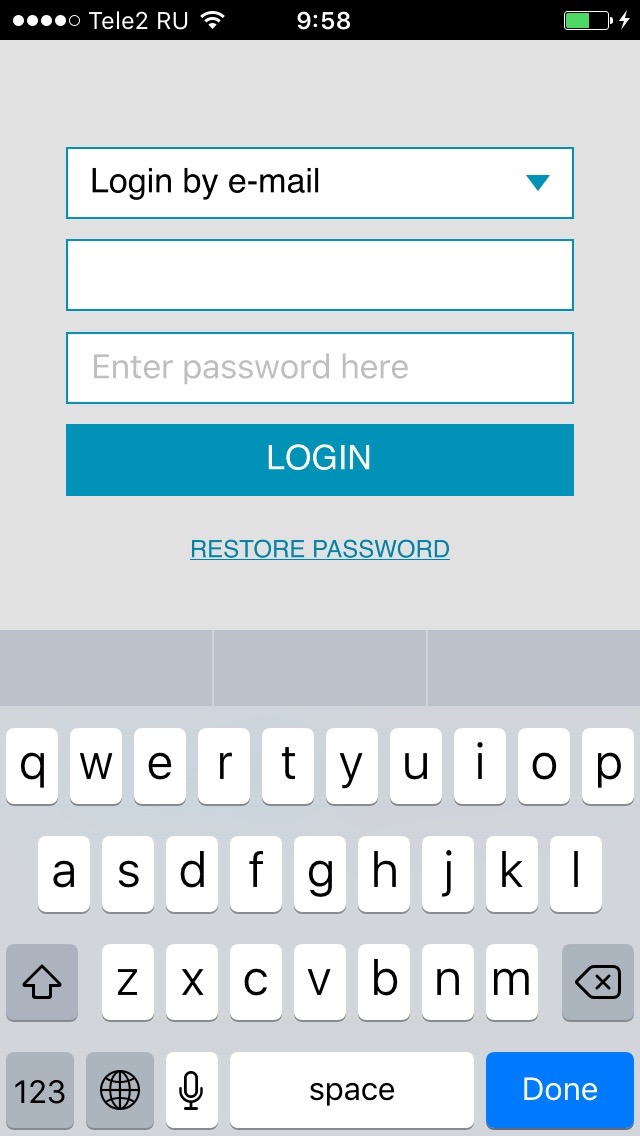 Tele2 RU 9:58
Login by e-mail
Enter password here
LOGIN
RESTORE PASSWORD
q w e r t y u i o p
a s d f g h j k l
z x c v b n m
123 space Done